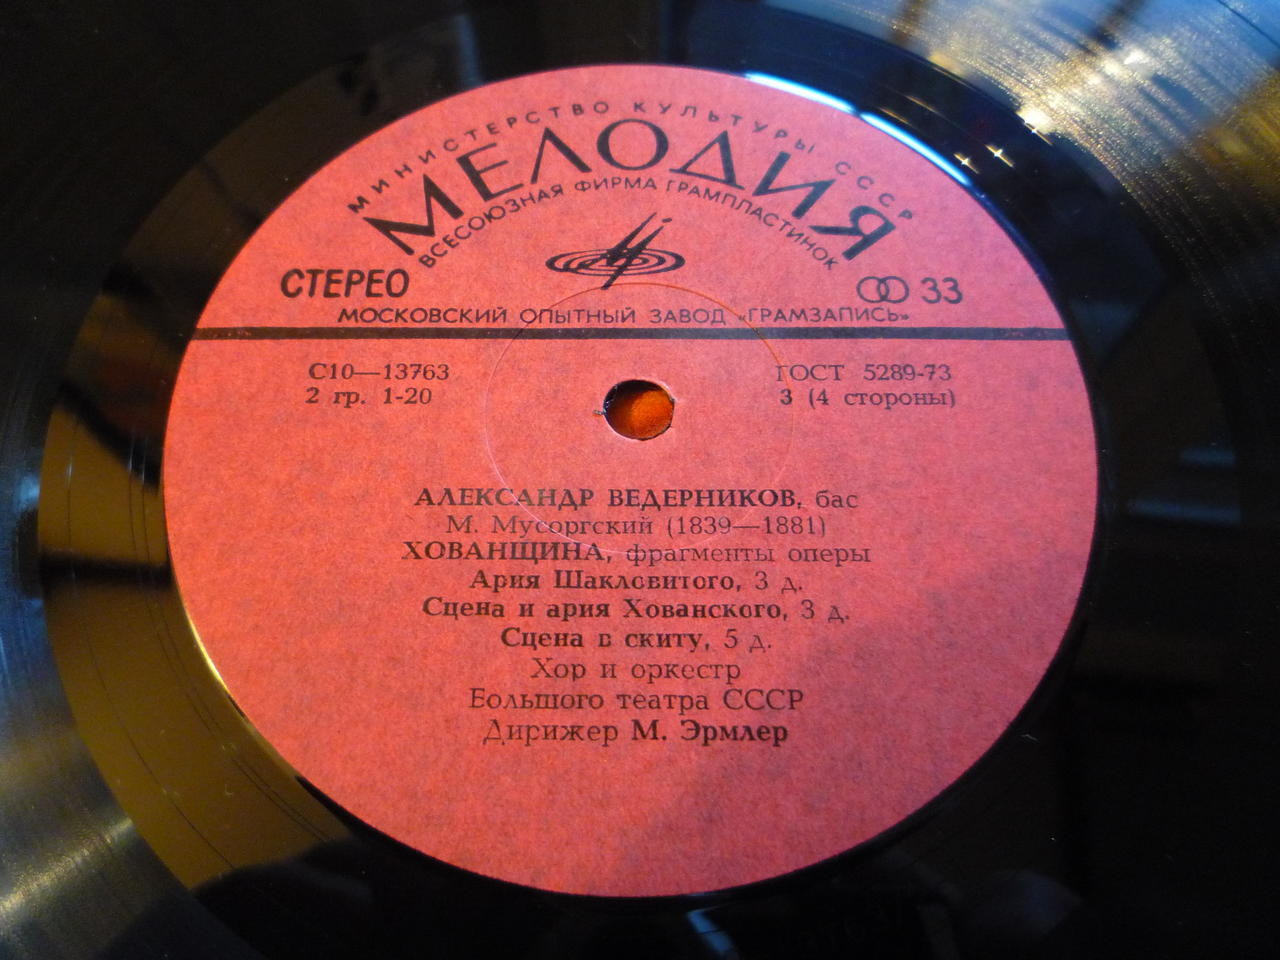 МИНИСТЕРСТВО КУЛЬТУРЫ СССР
МЕЛОДИЯ
ВСЕСОЮЗНАЯ ФИРМА ГРАМПЛАСТИНОК
СТЕРЕО
33
МОСКОВСКИЙ ОПЫТНЫЙ ЗАВОД «ГРАМЗАПИСЬ»
С10—13763
ГОСТ 5289-73
2 гр. 1-20
3 (4 стороны)
АЛЕКСАНДР ВЕДЕРНИКОВ, бас
М. Мусоргский (1839—1881)
ХОВАНЩИНА, фрагменты оперы
Ария Шакловитого, 3 д.
Сцена и ария Хованского, 3 д.
Сцена в скиту, 5 д.
Хор и оркестр
Большого театра СССР
Дирижер М. Эрмлер